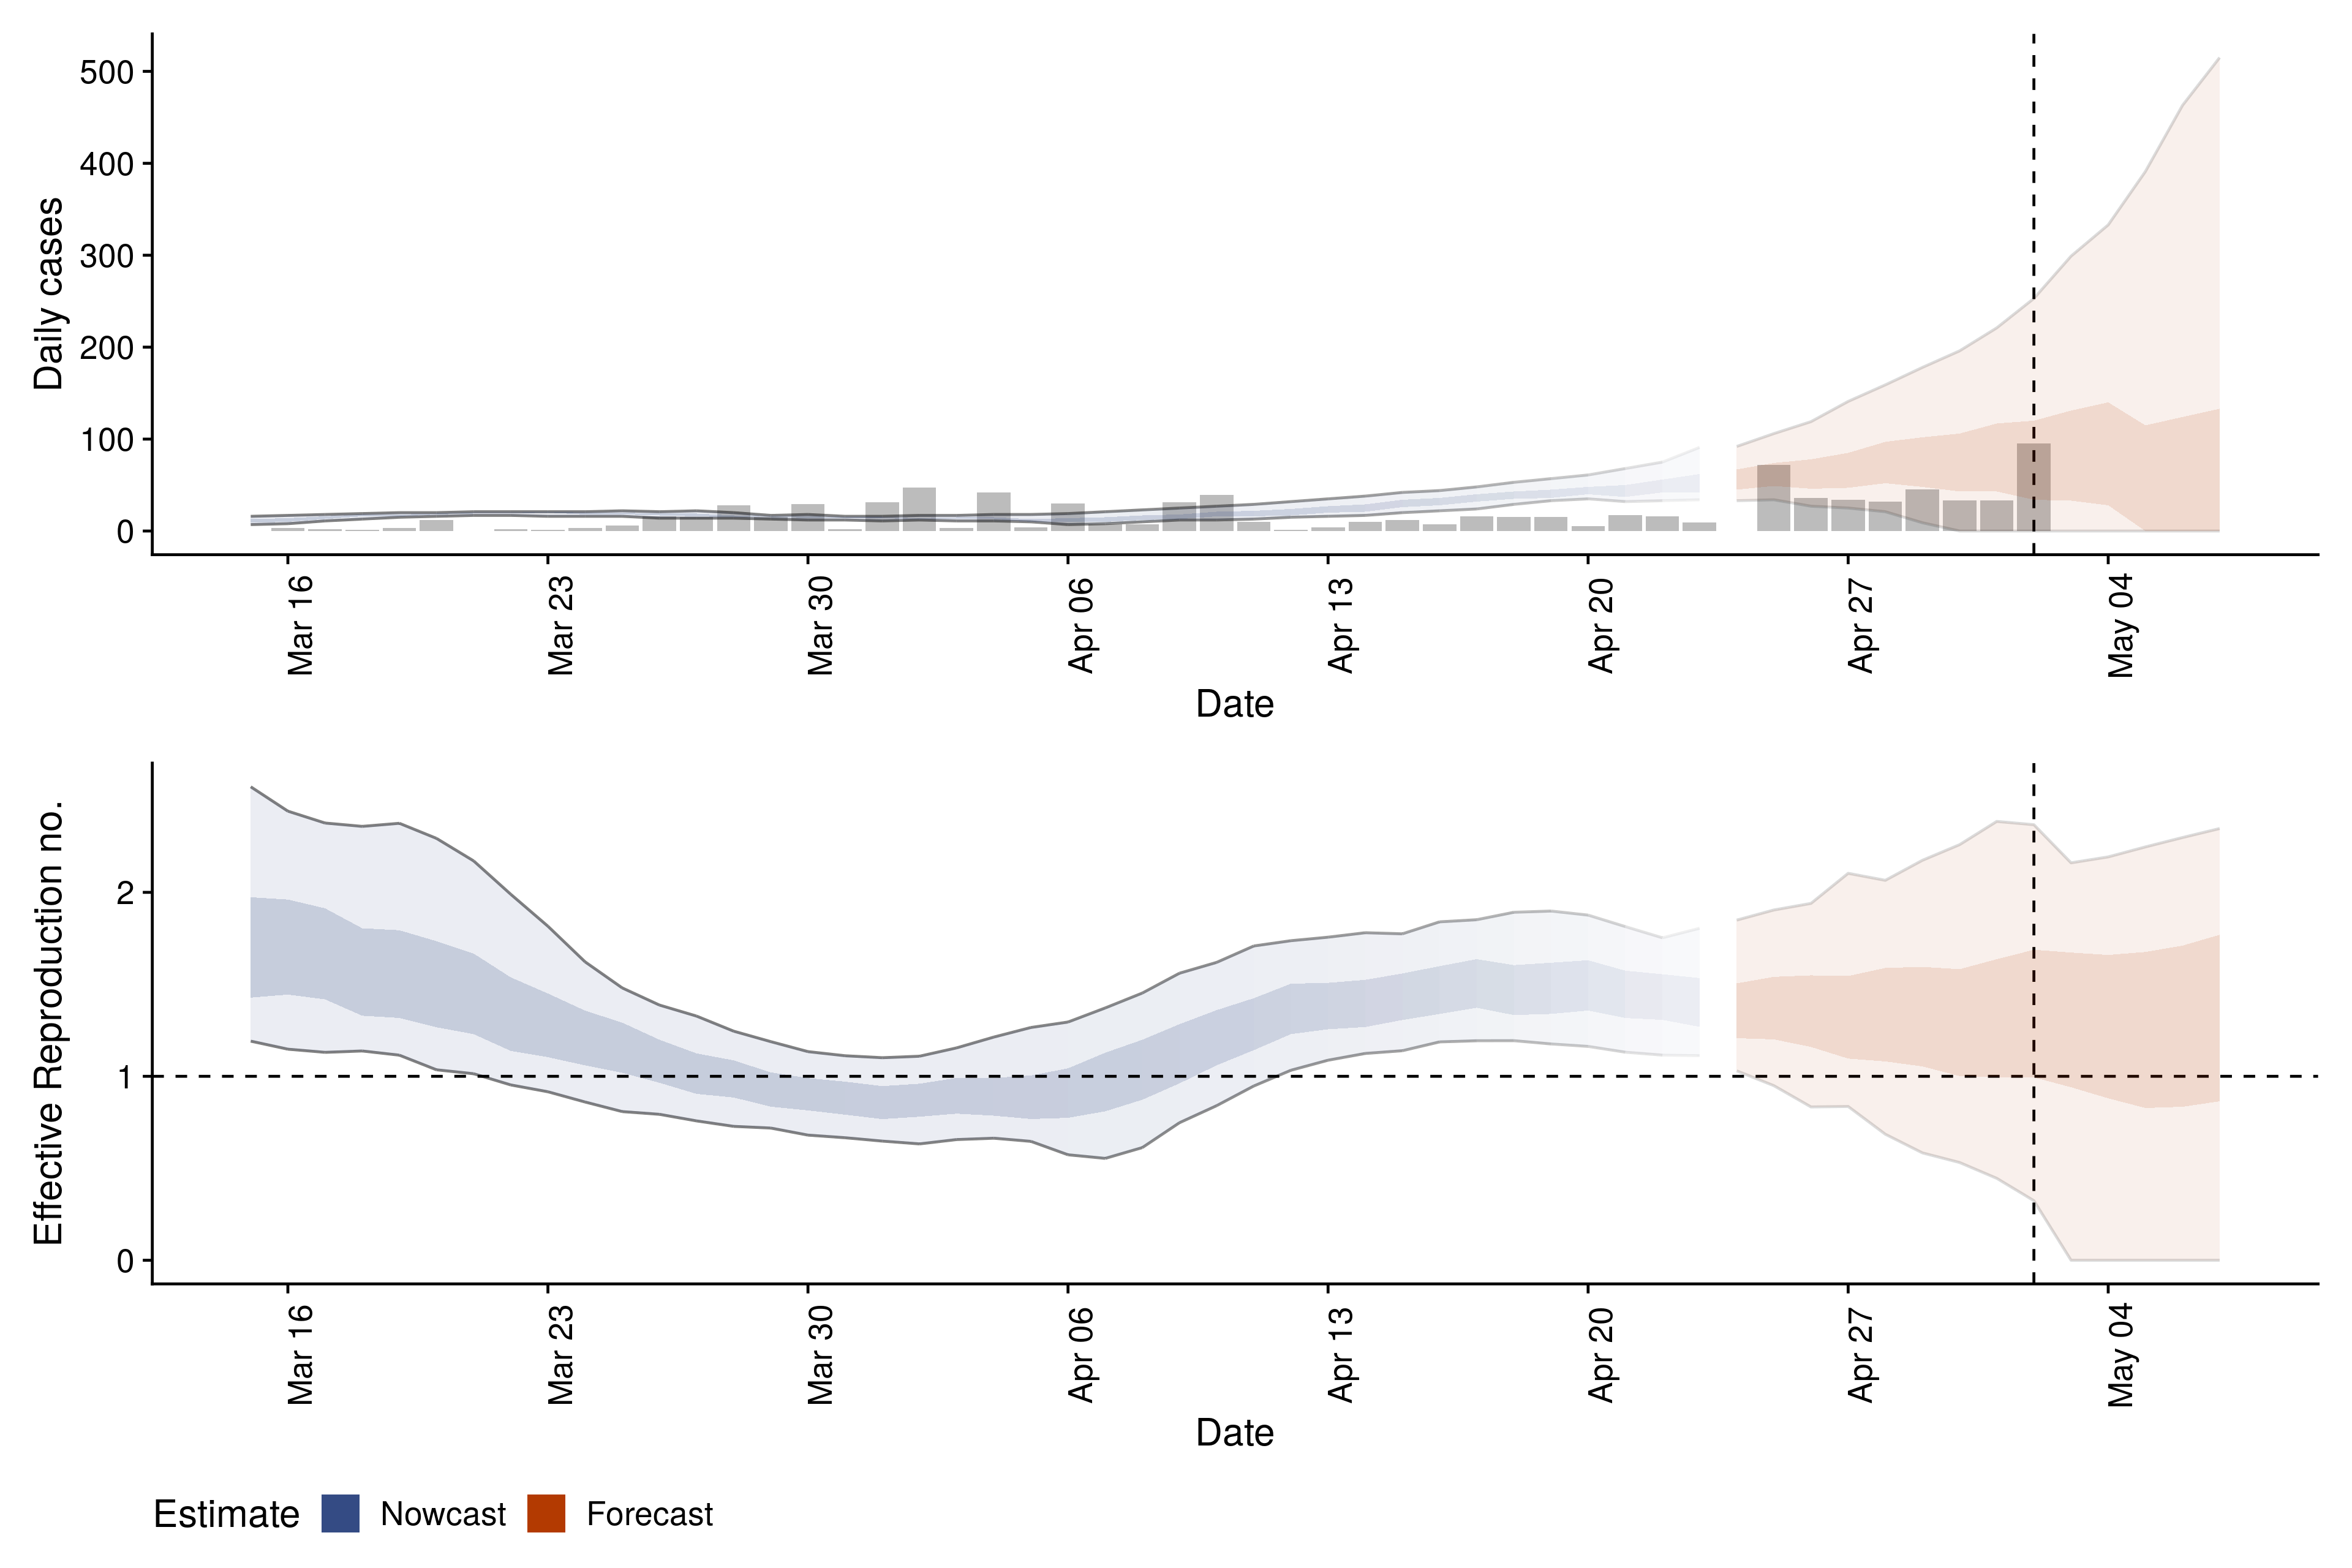 Daily cases
500
400
300
200
100
0
Mar 16
Mar 23
Mar 30
Apr 06
Apr 13
Apr 20
Apr 27
May 04
Date
Effective Reproduction no.
2
1
0
Mar 16
Mar 23
Mar 30
Apr 06
Apr 13
Apr 20
Apr 27
May 04
Date
Estimate Nowcast Forecast